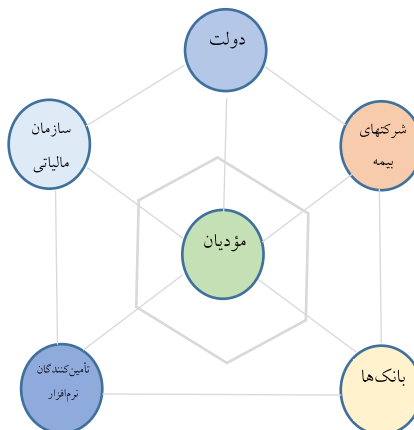 دولت
شرکتهای
بیمه
سازمان
مالیاتی
مؤدیان
تأمین‌کنندگان
نرم‌افزار
بانک‌ها